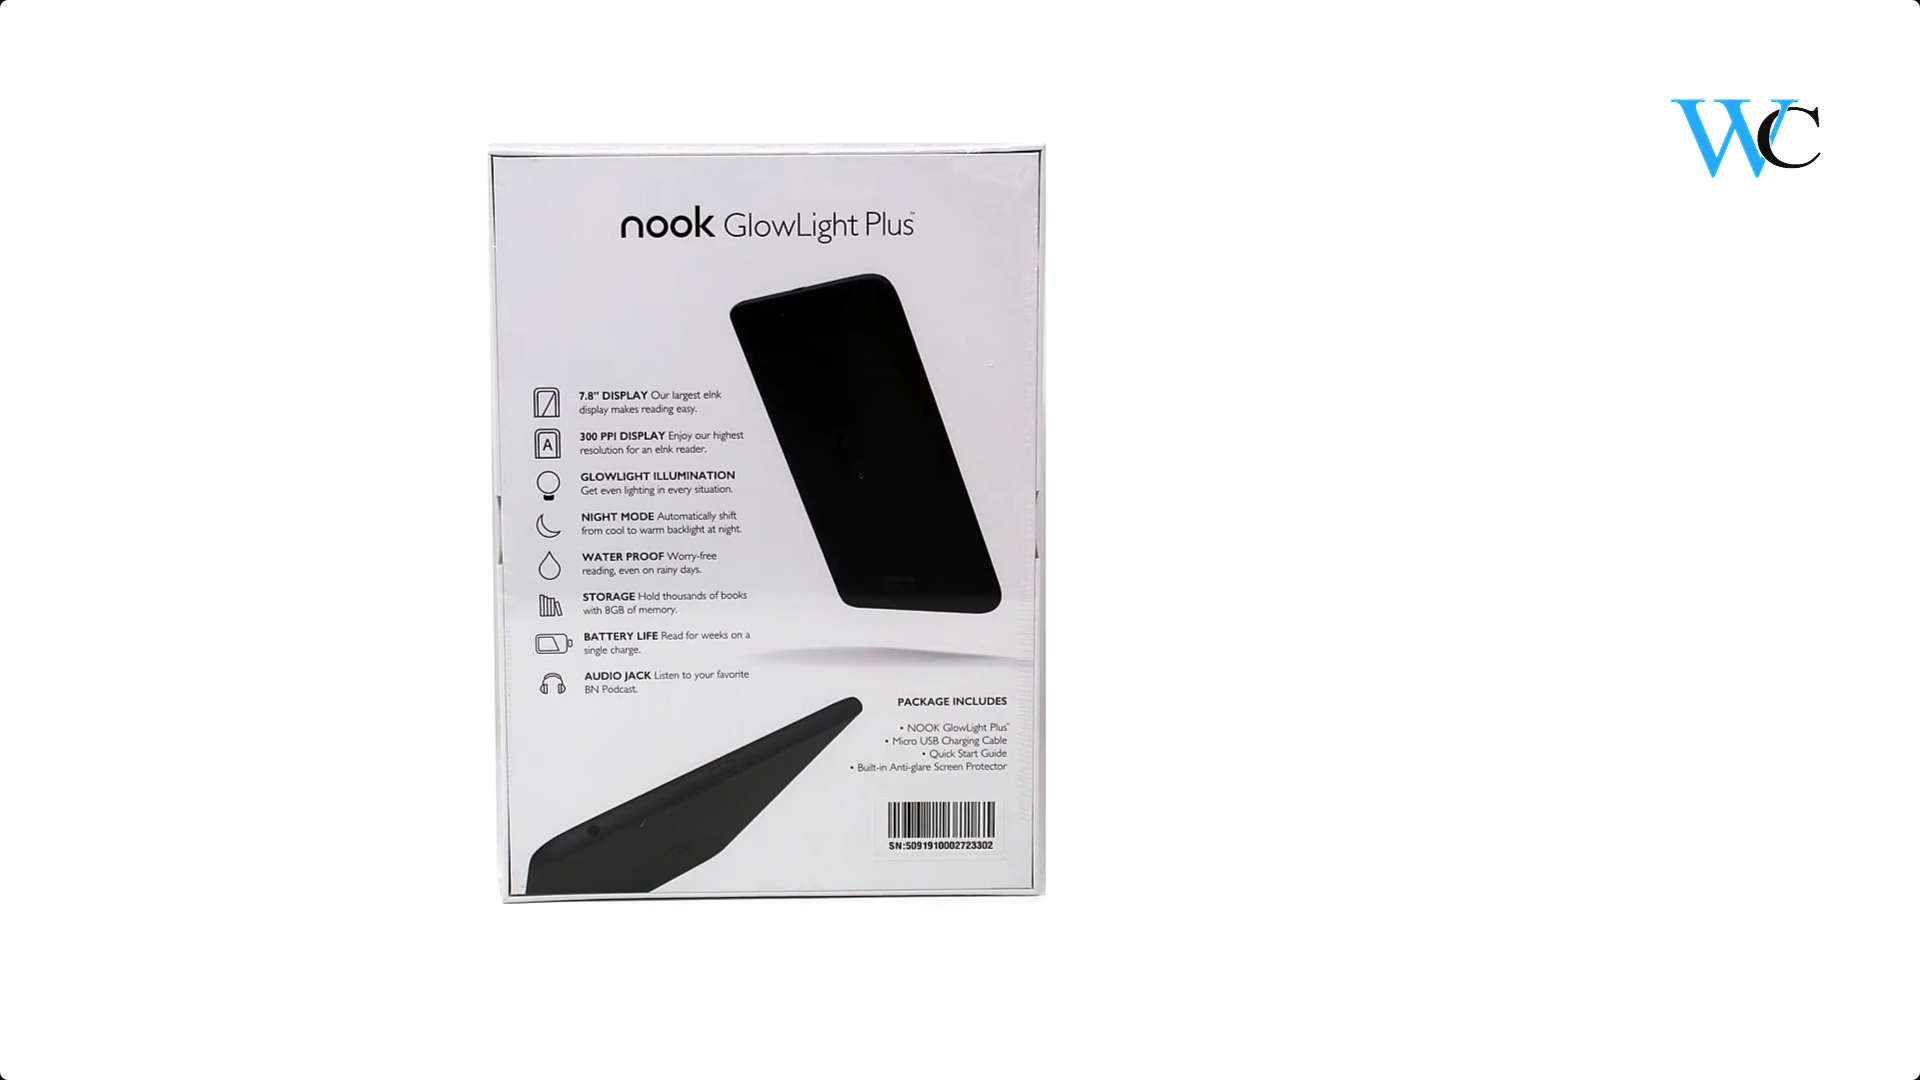 WC
nook GlowLight Plus™
7.8" DISPLAY Our largest eInk
display makes reading easy.
A
300 PPI DISPLAY Enjoy our highest
resolution for an eInk reader.
GLOWLIGHT ILLUMINATION
Get even lighting in every situation.
NIGHT MODE Automatically shift
from cool to warm backlight at night.
WATER PROOF Worry-free
reading, even on rainy days.
STORAGE Hold thousands of books
with 8GB of memory.
BATTERY LIFE Read for weeks on a
single charge.
AUDIO JACK Listen to your favorite
BN Podcast.
PACKAGE INCLUDES
• NOOK GlowLight Plus™
• Micro USB Charging Cable
• Quick Start Guide
• Built-in Anti-glare Screen Protector
SN:5091910002723302